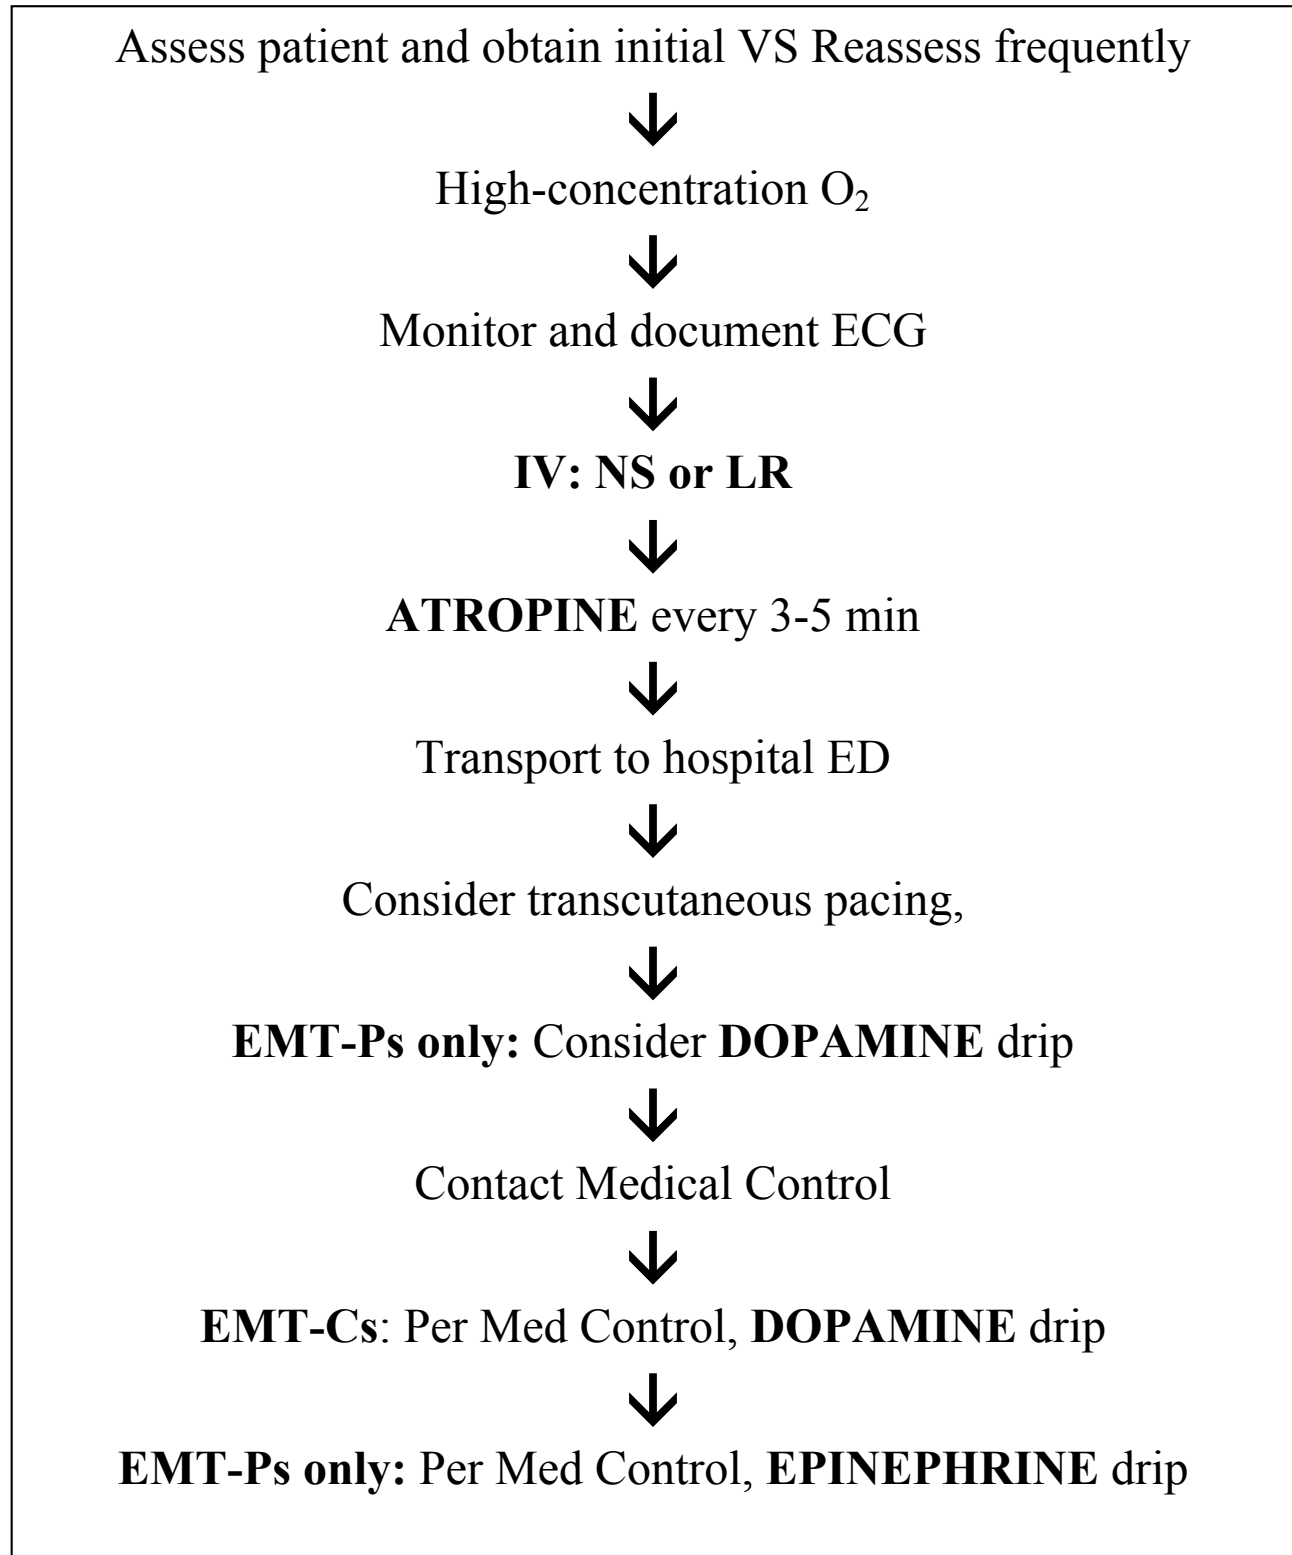 Assess patient and obtain initial VS Reassess frequently
High-concentration O₂
Monitor and document ECG
IV: NS or LR
ATROPINE every 3-5 min
Transport to hospital ED
Consider transcutaneous pacing,
EMT-Ps only: Consider DOPAMINE drip
Contact Medical Control
EMT-Cs: Per Med Control, DOPAMINE drip
EMT-Ps only: Per Med Control, EPINEPHRINE drip